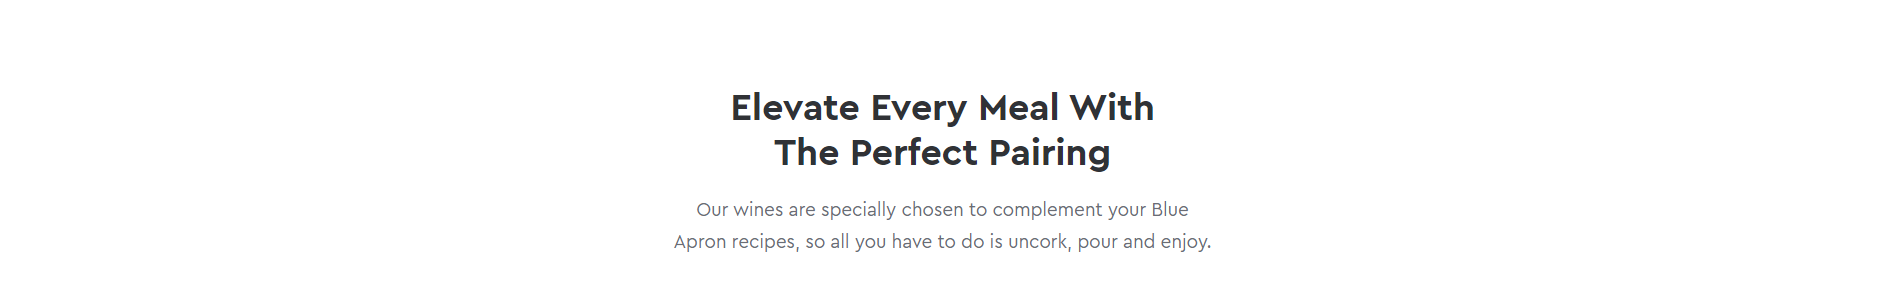 Elevate Every Meal With
The Perfect Pairing
Our wines are specially chosen to complement your Blue
Apron recipes, so all you have to do is uncork, pour and enjoy.